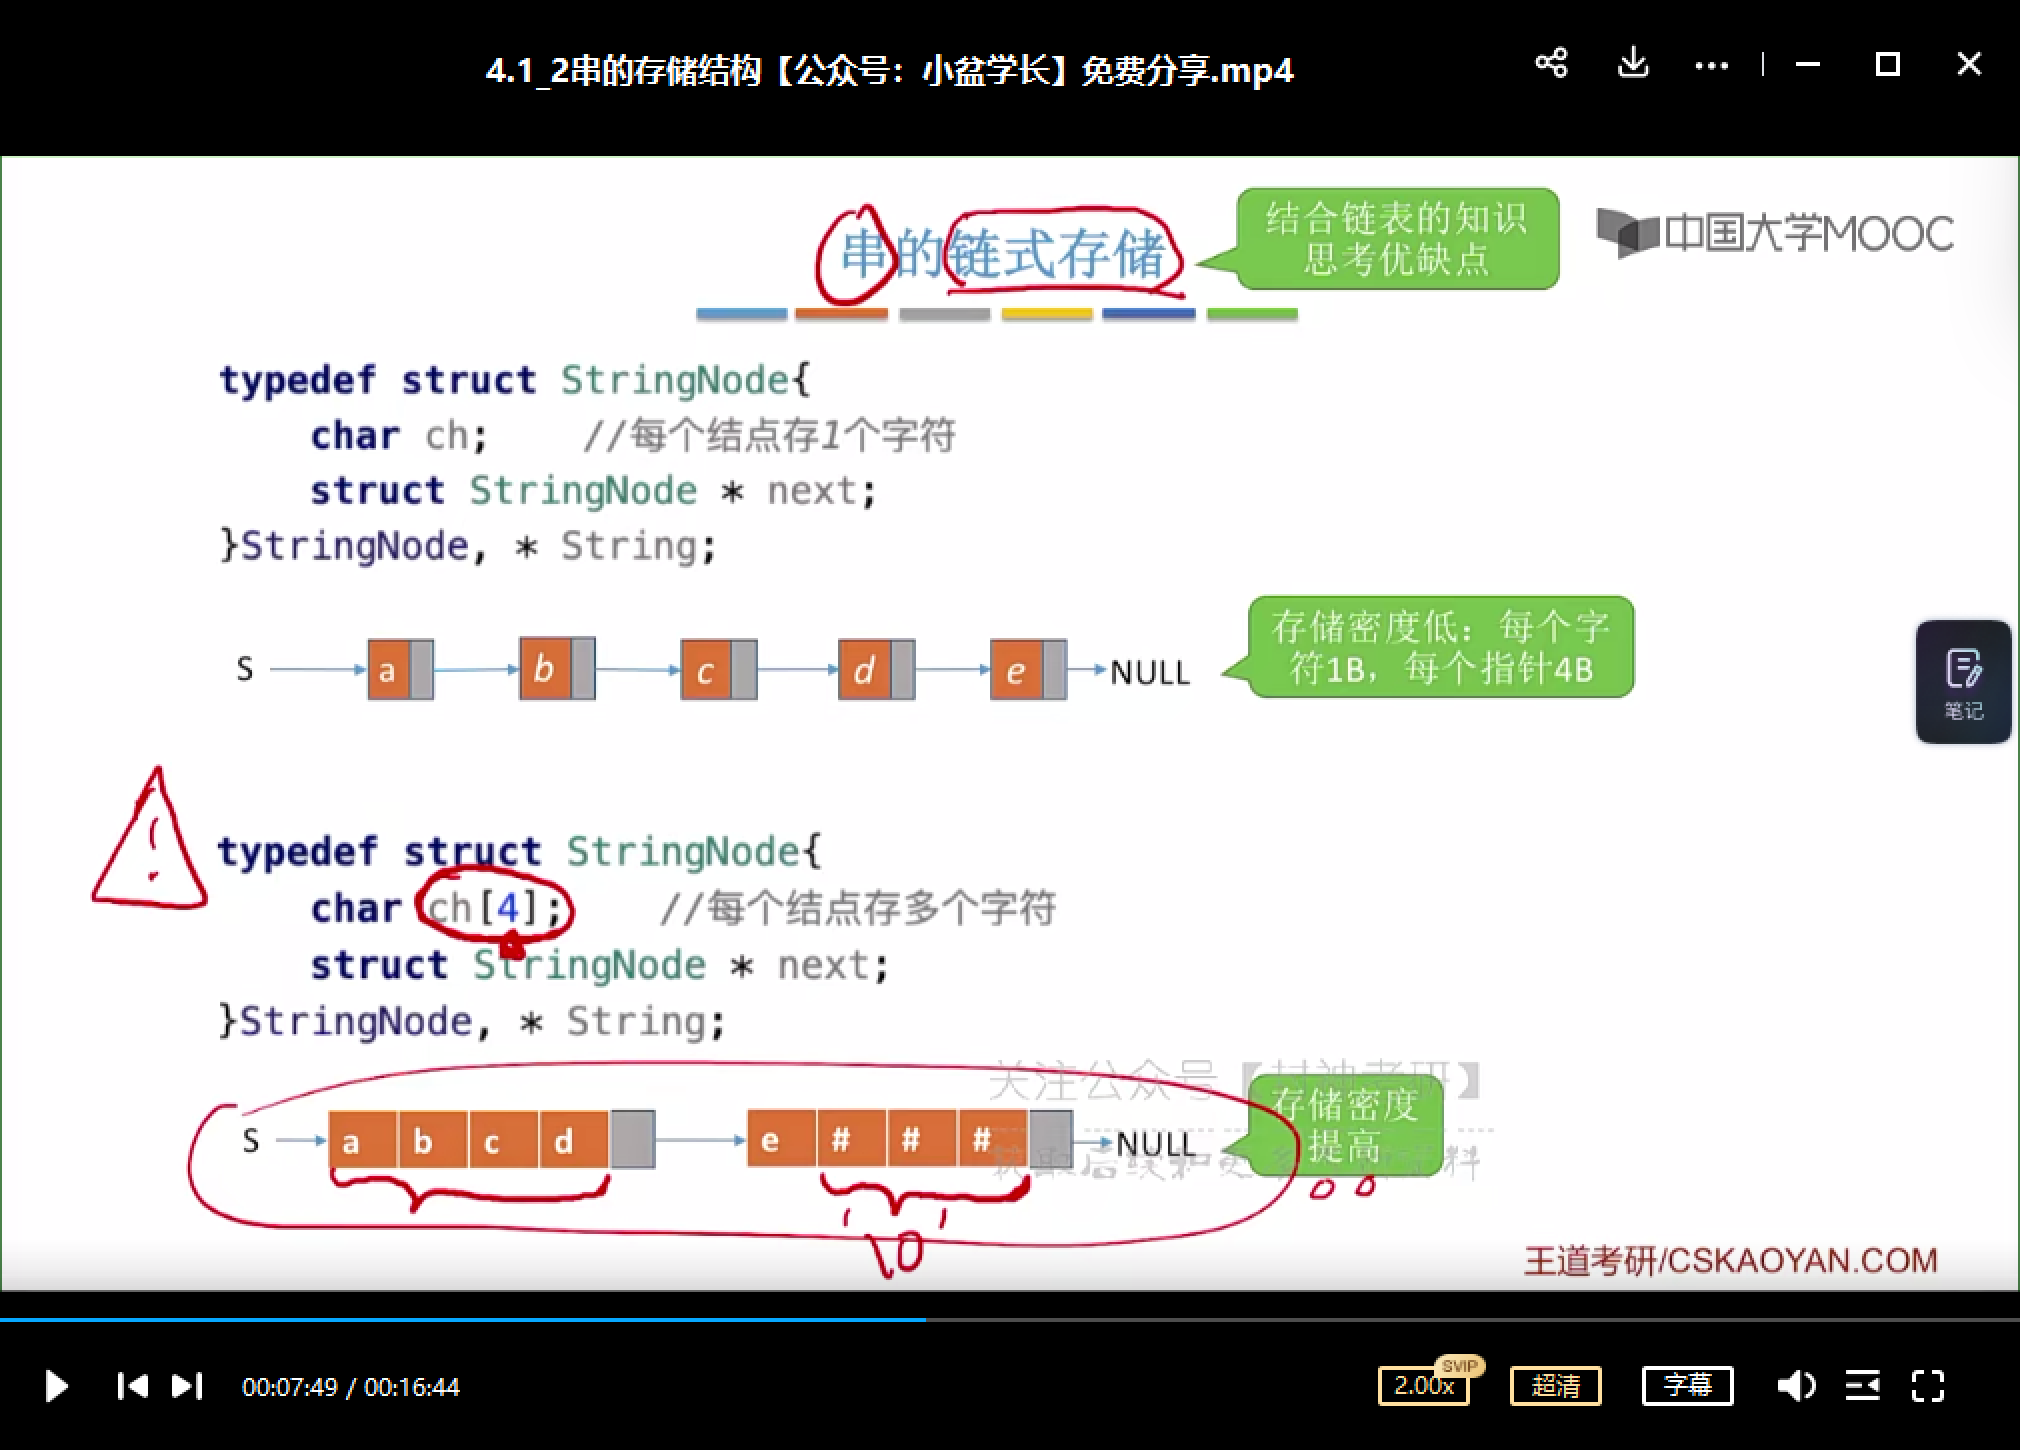 4.1_2串的存储结构【公众号：小盆学长】免费分享.mp4
串的链式存储
结合链表的知识
思考优缺点
中国大学MOOC
typedef struct StringNode{
char ch; //每个结点存1个字符
struct StringNode * next;
}StringNode, * String;
S a b c d e NULL
存储密度低：每个字
符1B，每个指针4B
笔记
typedef struct StringNode{
char ch[4]; //每个结点存多个字符
struct StringNode * next;
}StringNode, * String;
关注公众号【封神考研】
S a b c d e # # # NULL
存储密度
提高
\0
王道考研/CSKAOYAN.COM
00:07:49 / 00:16:44
SVIP
2.00x 超清 字幕